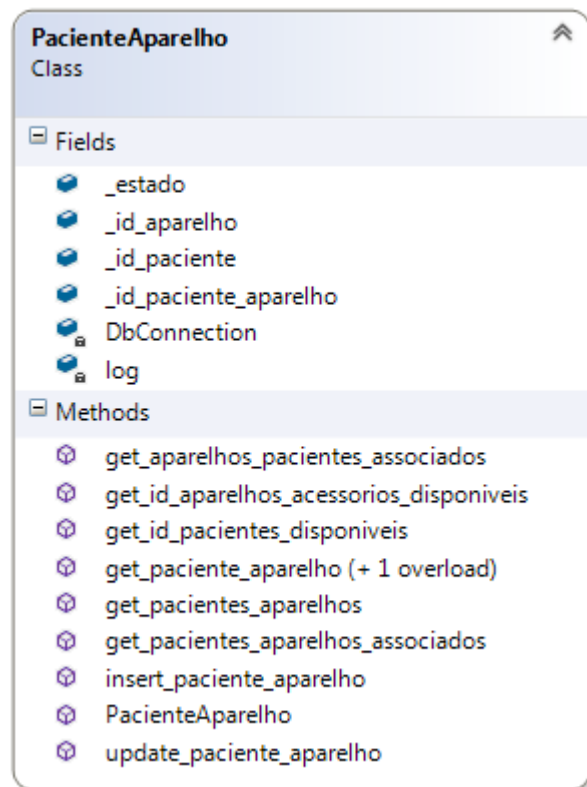 PacienteAparelho
Class
Fields
_estado
_id_aparelho
_id_paciente
_id_paciente_aparelho
DbConnection
log
Methods
get_aparelhos_pacientes_associados
get_id_aparelhos_acessorios_disponiveis
get_id_pacientes_disponiveis
get_paciente_aparelho (+ 1 overload)
get_pacientes_aparelhos
get_pacientes_aparelhos_associados
insert_paciente_aparelho
PacienteAparelho
update_paciente_aparelho